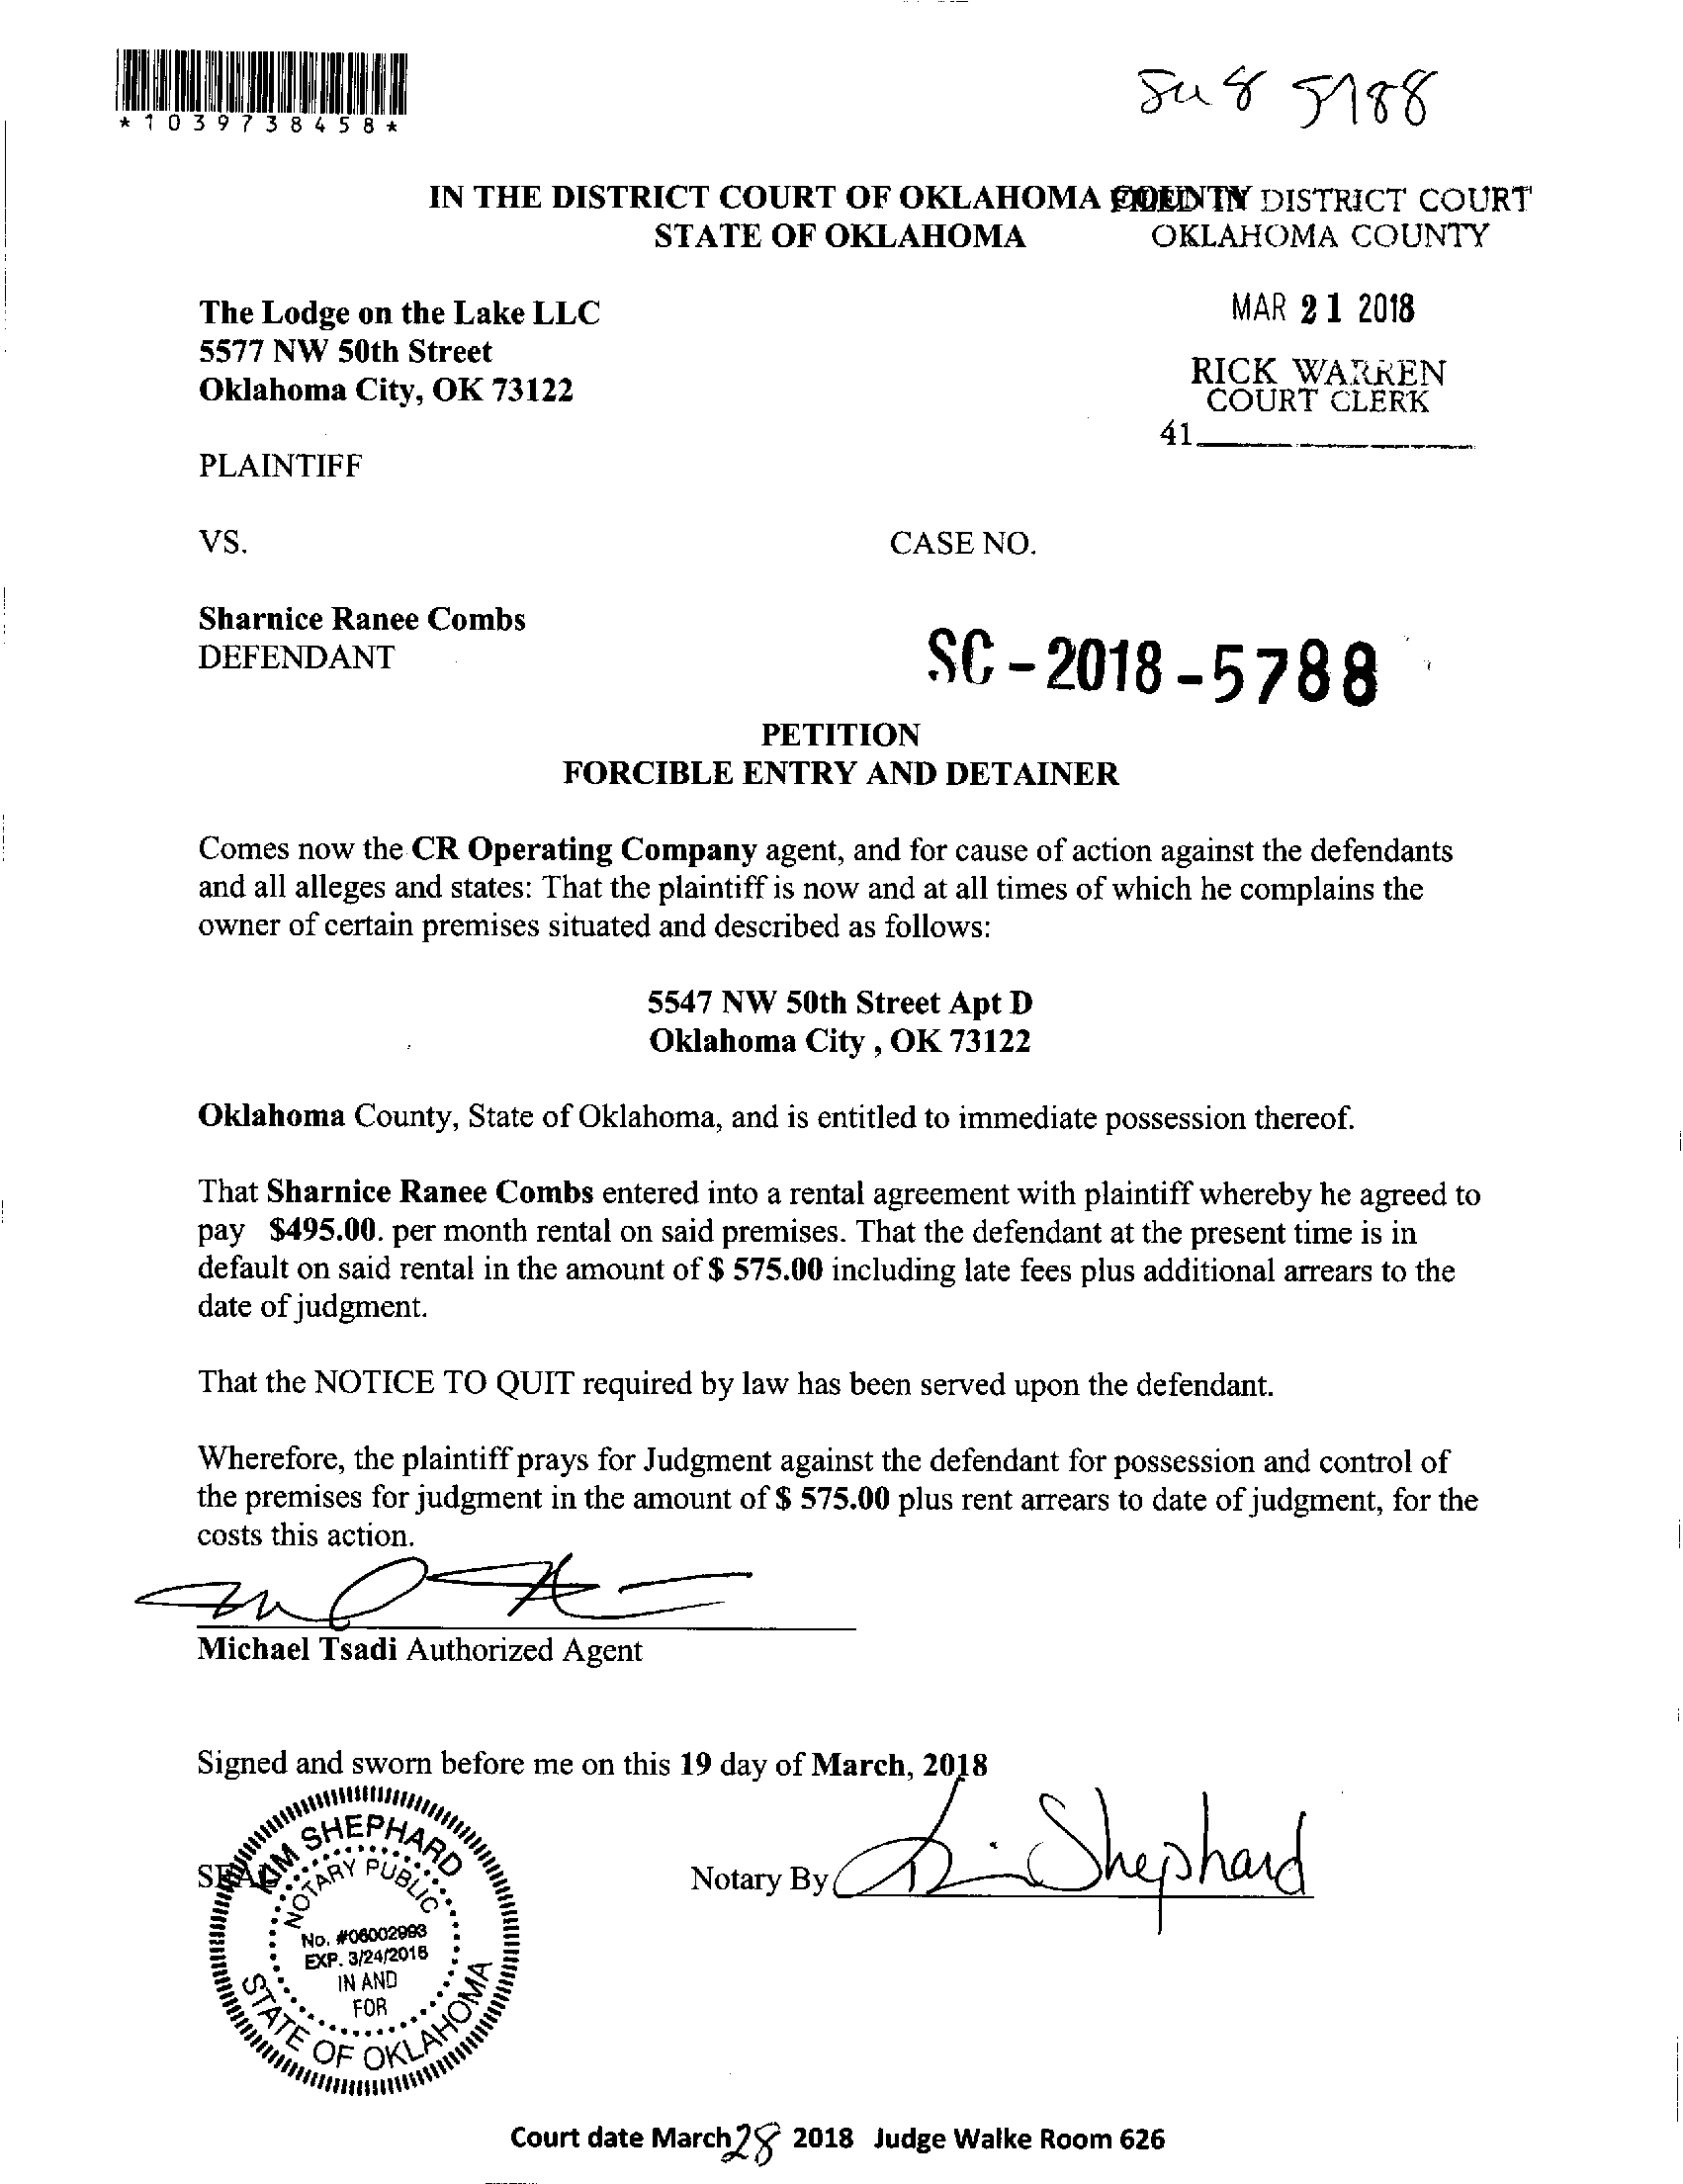 *1039738458*
5788
IN THE DISTRICT COURT OF OKLAHOMA COUNTY
STATE OF OKLAHOMA
FILED IN DISTRICT COURT
OKLAHOMA COUNTY
MAR 21 2018
RICK WARREN
COURT CLERK
41
The Lodge on the Lake LLC
5577 NW 50th Street
Oklahoma City, OK 73122
PLAINTIFF
VS.
CASE NO.
Sharnice Ranee Combs
DEFENDANT
SC-2018-5788
PETITION
FORCIBLE ENTRY AND DETAINER
Comes now the CR Operating Company agent, and for cause of action against the defendants
and all alleges and states: That the plaintiff is now and at all times of which he complains the
owner of certain premises situated and described as follows:
5547 NW 50th Street Apt D
Oklahoma City , OK 73122
Oklahoma County, State of Oklahoma, and is entitled to immediate possession thereof.
That Sharnice Ranee Combs entered into a rental agreement with plaintiff whereby he agreed to
pay $495.00. per month rental on said premises. That the defendant at the present time is in
default on said rental in the amount of $ 575.00 including late fees plus additional arrears to the
date of judgment.
That the NOTICE TO QUIT required by law has been served upon the defendant.
Wherefore, the plaintiff prays for Judgment against the defendant for possession and control of
the premises for judgment in the amount of $ 575.00 plus rent arrears to date of judgment, for the
costs this action.
Michael Tsadi Authorized Agent
Signed and sworn before me on this 19 day of March, 2018
SEAL
KIM SHEPHARD
NOTARY PUBLIC
No. #06002993
EXP. 3/24/2018
IN AND
FOR
STATE OF OKLAHOMA
Notary By Shephard
Court date March 28 2018 Judge Walke Room 626